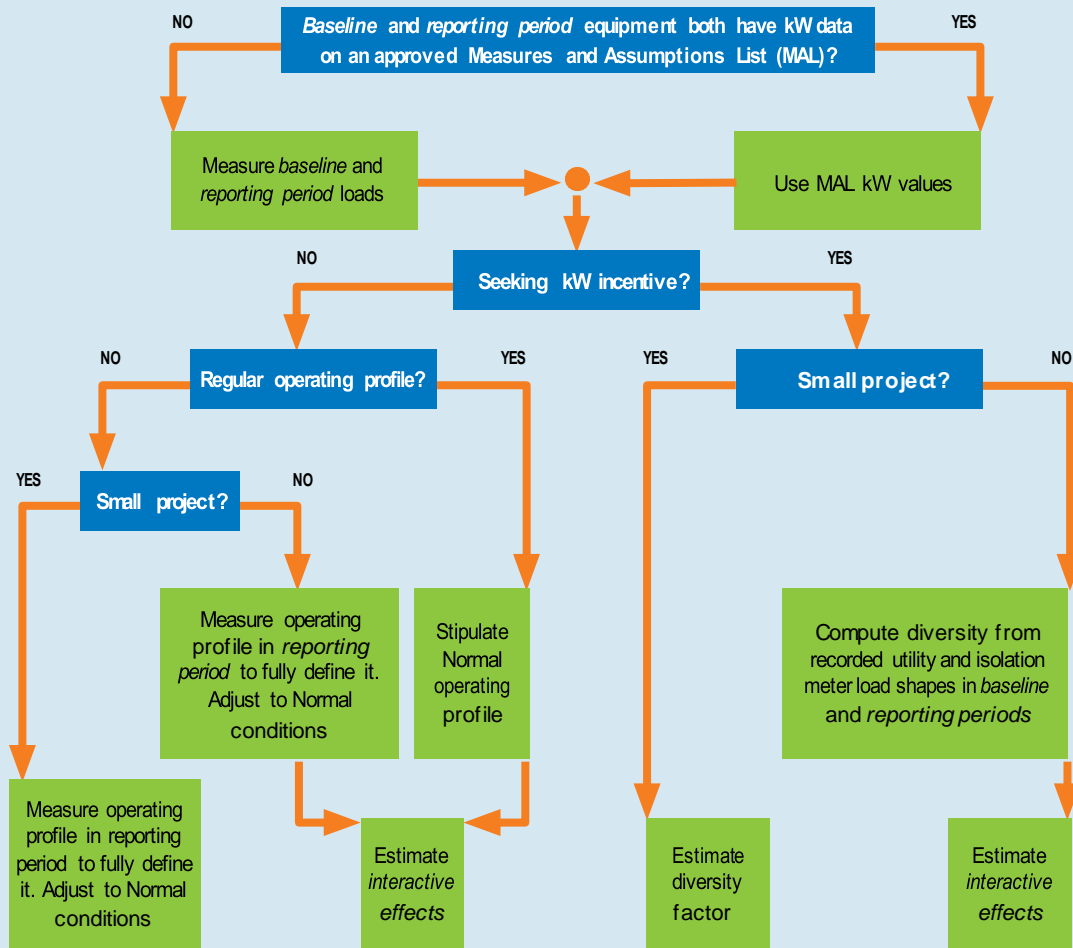 NO
Baseline and reporting period equipment both have kW data
on an approved Measures and Assumptions List (MAL)?
YES
Measure baseline and
reporting period loads
Use MAL kW values
NO
Seeking kW incentive?
YES
NO
Regular operating profile?
YES
YES
Small project?
NO
YES
Small project?
NO
Measure operating
profile in reporting
period to fully define it.
Adjust to Normal
conditions
Stipulate
Normal
operating
profile
Compute diversity from
recorded utility and isolation
meter load shapes in baseline
and reporting periods
Measure operating
profile in reporting
period to fully define
it. Adjust to Normal
conditions
Estimate
interactive
effects
Estimate
diversity
factor
Estimate
interactive
effects